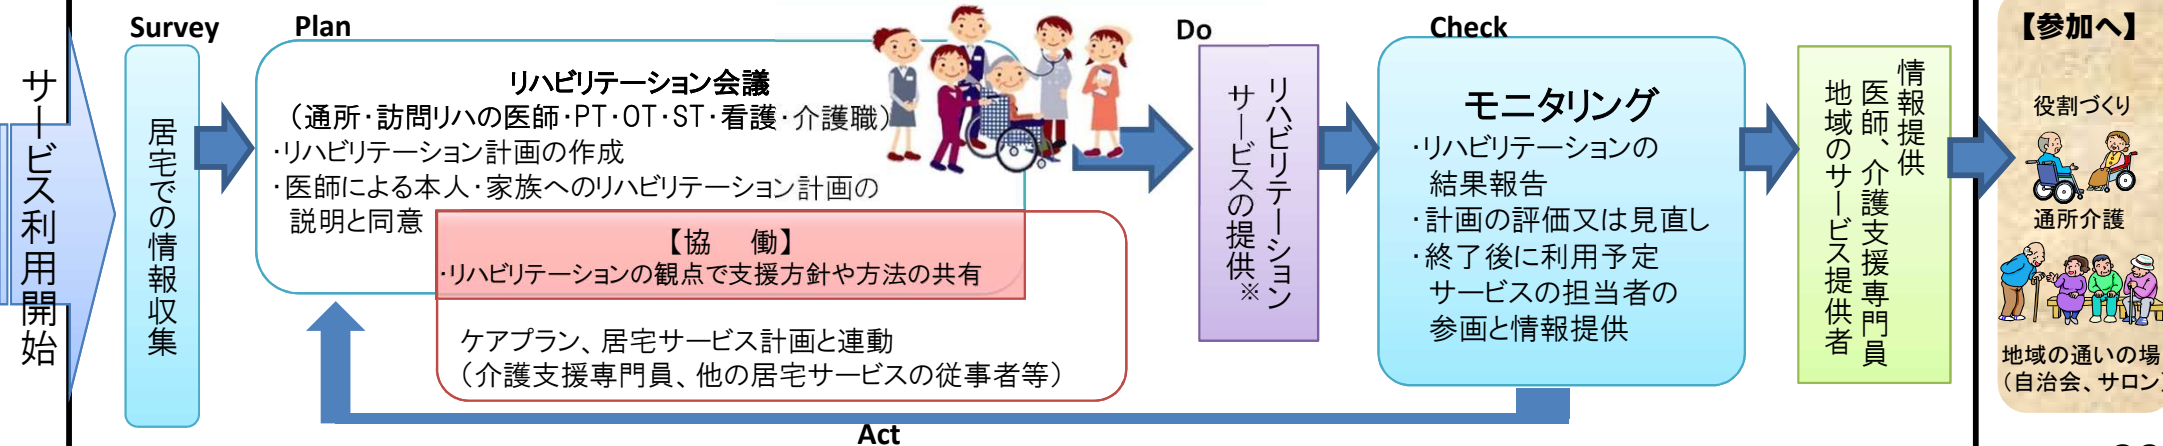 サービス利用開始
Survey
居宅での情報収集
Plan
リハビリテーション会議
（通所・訪問リハの医師・PT・OT・ST・看護・介護職）
・リハビリテーション計画の作成
・医師による本人・家族へのリハビリテーション計画の
説明と同意
【協　働】
・リハビリテーションの観点で支援方針や方法の共有
ケアプラン、居宅サービス計画と連動
（介護支援専門員、他の居宅サービスの従事者等）
Do
リハビリテーション
サービスの提供※
Check
モニタリング
・リハビリテーションの
結果報告
・計画の評価又は見直し
・終了後に利用予定
サービスの担当者の
参画と情報提供
Act
情報提供
医師、介護支援専門員
地域のサービス提供者
【参加へ】
役割づくり
通所介護
地域の通いの場
（自治会、サロン）